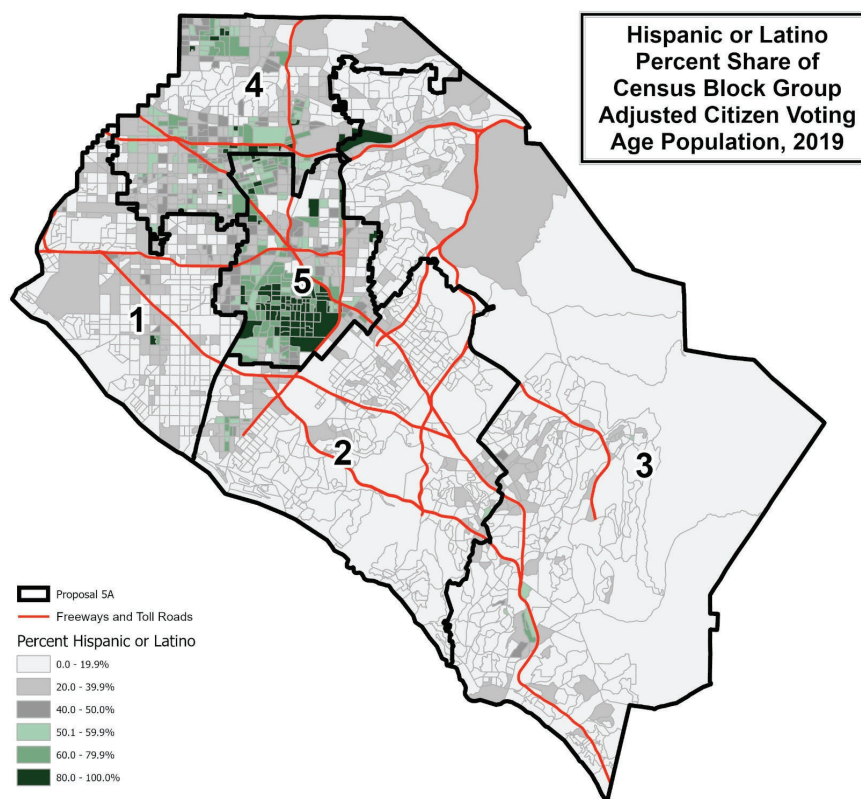 Hispanic or Latino
Percent Share of
Census Block Group
Adjusted Citizen Voting
Age Population, 2019
4
5
1
2
3
Proposal 5A
Freeways and Toll Roads
Percent Hispanic or Latino
0.0 - 19.9%
20.0 - 39.9%
40.0 - 50.0%
50.1 - 59.9%
60.0 - 79.9%
80.0 - 100.0%